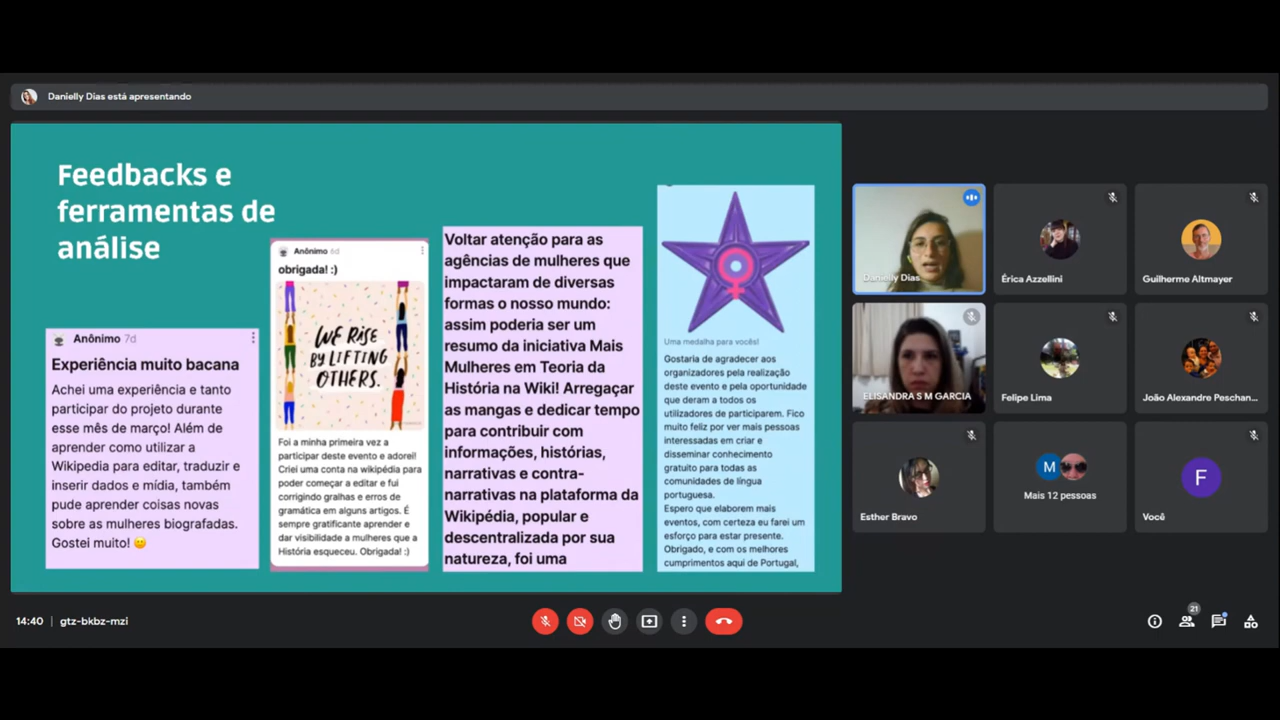 Danielly Dias está apresentando
Feedbacks e
ferramentas de
análise
Anônimo 7d
Experiência muito bacana
Achei uma experiência e tanto
participar do projeto durante
esse mês de março! Além de
aprender como utilizar a
Wikipedia para editar, traduzir e
inserir dados e mídia, também
pude aprender coisas novas
sobre as mulheres biografadas.
Gostei muito!
Anônimo 6d
obrigada! :)
WE RISE
BY LIFTING
OTHERS.
Foi a minha primeira vez a
participar deste evento e adorei!
Criei uma conta na wikipédia para
poder começar a editar e fui
corrigindo gralhas e erros de
gramática em alguns artigos. É
sempre gratificante aprender e
dar visibilidade a mulheres que a
História esqueceu. Obrigada! :)
Voltar atenção para as
agências de mulheres que
impactaram de diversas
formas o nosso mundo:
assim poderia ser um
resumo da iniciativa Mais
Mulheres em Teoria da
História na Wiki! Arregaçar
as mangas e dedicar tempo
para contribuir com
informações, histórias,
narrativas e contra-
narrativas na plataforma da
Wikipédia, popular e
descentralizada por sua
natureza, foi uma
Uma medalha para vocês!
Gostaria de agradecer aos
organizadores pela realização
deste evento e pela oportunidade
que deram a todos os
utilizadores de participarem. Fico
muito feliz por ver mais pessoas
interessadas em criar e
disseminar conhecimento
gratuito para todas as
comunidades de língua
portuguesa.
Espero que elaborem mais
eventos, com certeza eu farei um
esforço para estar presente.
Obrigado, e com os melhores
cumprimentos aqui de Portugal,
Danielly Dias
Érica Azzellini
Guilherme Altmayer
ELISANDRA S M GARCIA
Felipe Lima
João Alexandre Peschan...
Esther Bravo
M
Mais 12 pessoas
F
Você
14:40 | gtz-bkbz-mzi
21